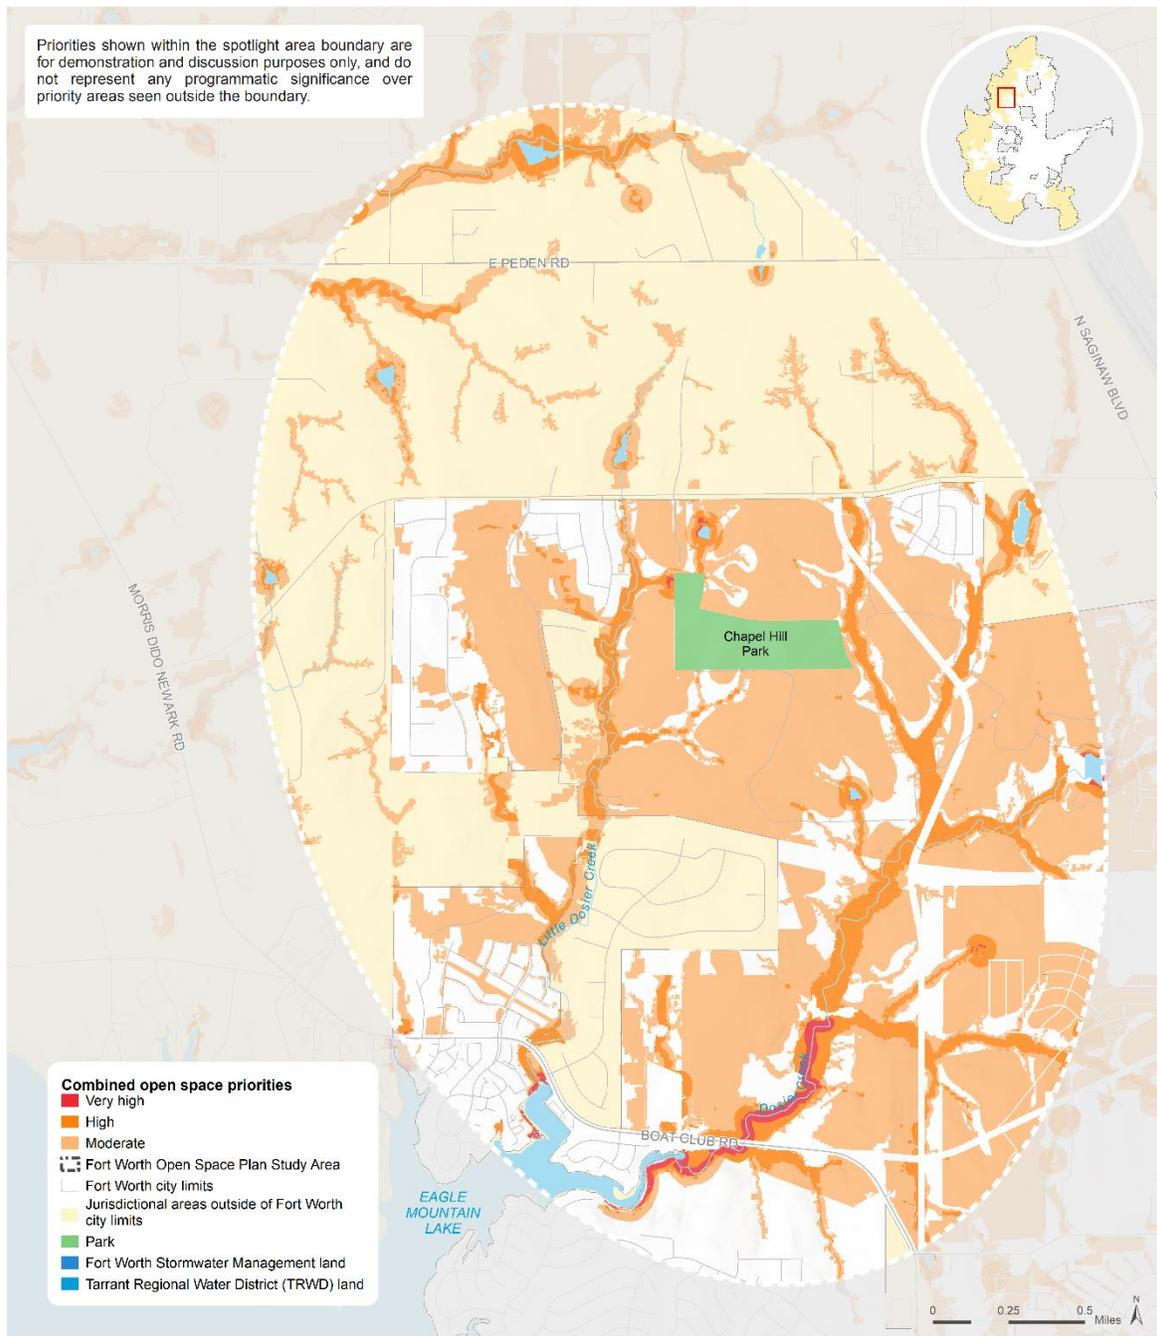 Priorities shown within the spotlight area boundary are
for demonstration and discussion purposes only, and do
not represent any programmatic significance over
priority areas seen outside the boundary.
E PEDEN RD
N SAGINAW BLVD
MORRIS DIDO NEWARK RD
Chapel Hill
Park
Little Dosier Creek
Dosier Creek
BOAT CLUB RD
EAGLE
MOUNTAIN
LAKE
Combined open space priorities
Very high
High
Moderate
Fort Worth Open Space Plan Study Area
Fort Worth city limits
Jurisdictional areas outside of Fort Worth
city limits
Park
Fort Worth Stormwater Management land
Tarrant Regional Water District (TRWD) land
0 0.25 0.5
Miles
N